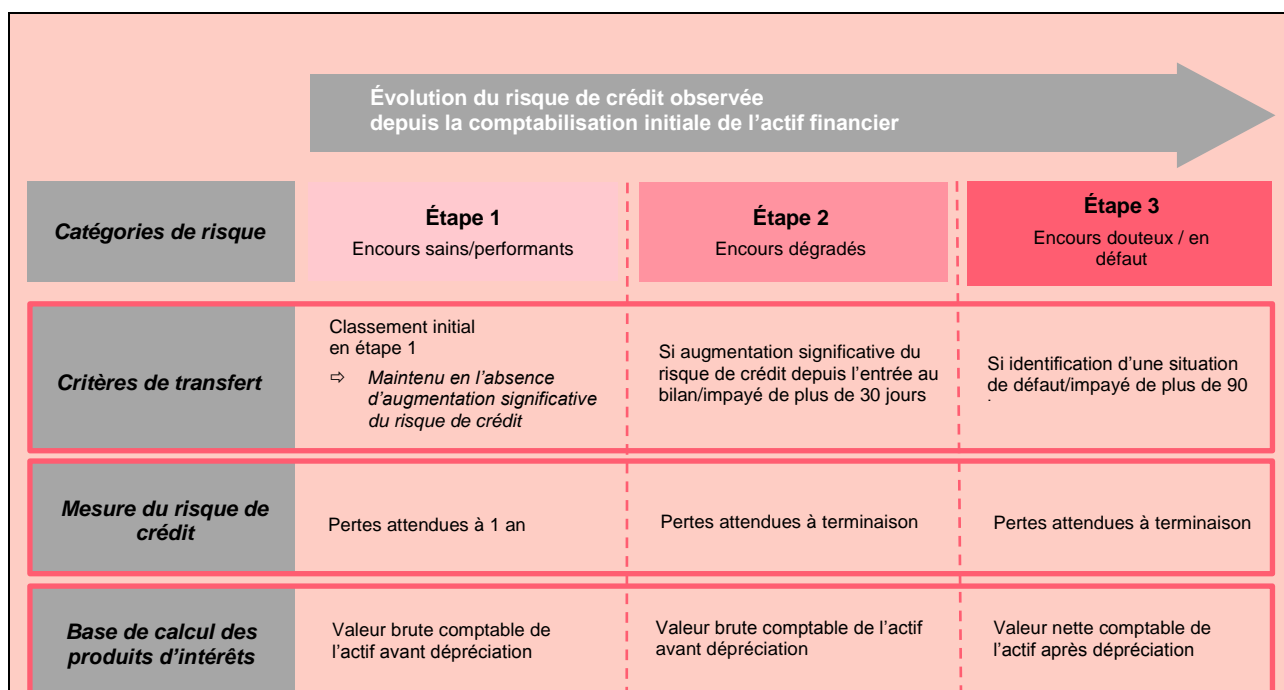 Évolution du risque de crédit observée
depuis la comptabilisation initiale de l'actif financier
Catégories de risque
Étape 1
Encours sains/performants
Étape 2
Encours dégradés
Étape 3
Encours douteux / en
défaut
Critères de transfert
Classement initial
en étape 1
⇨ Maintenu en l'absence
d'augmentation significative
du risque de crédit
Si augmentation significative du
risque de crédit depuis l'entrée au
bilan/impayé de plus de 30 jours
Si identification d'une situation
de défaut/impayé de plus de 90
Mesure du risque de
crédit
Pertes attendues à 1 an
Pertes attendues à terminaison
Pertes attendues à terminaison
Base de calcul des
produits d'intérêts
Valeur brute comptable de
l'actif avant dépréciation
Valeur brute comptable de l'actif
avant dépréciation
Valeur nette comptable de
l'actif après dépréciation